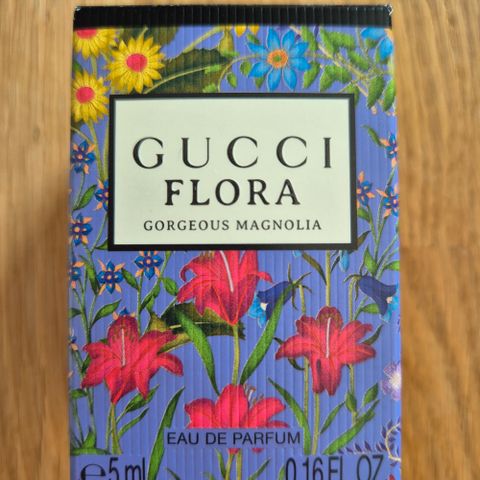 GUCCI
FLORA
GORGEOUS MAGNOLIA
EAU DE PARFUM
℮5 ml 0.16 FL. OZ